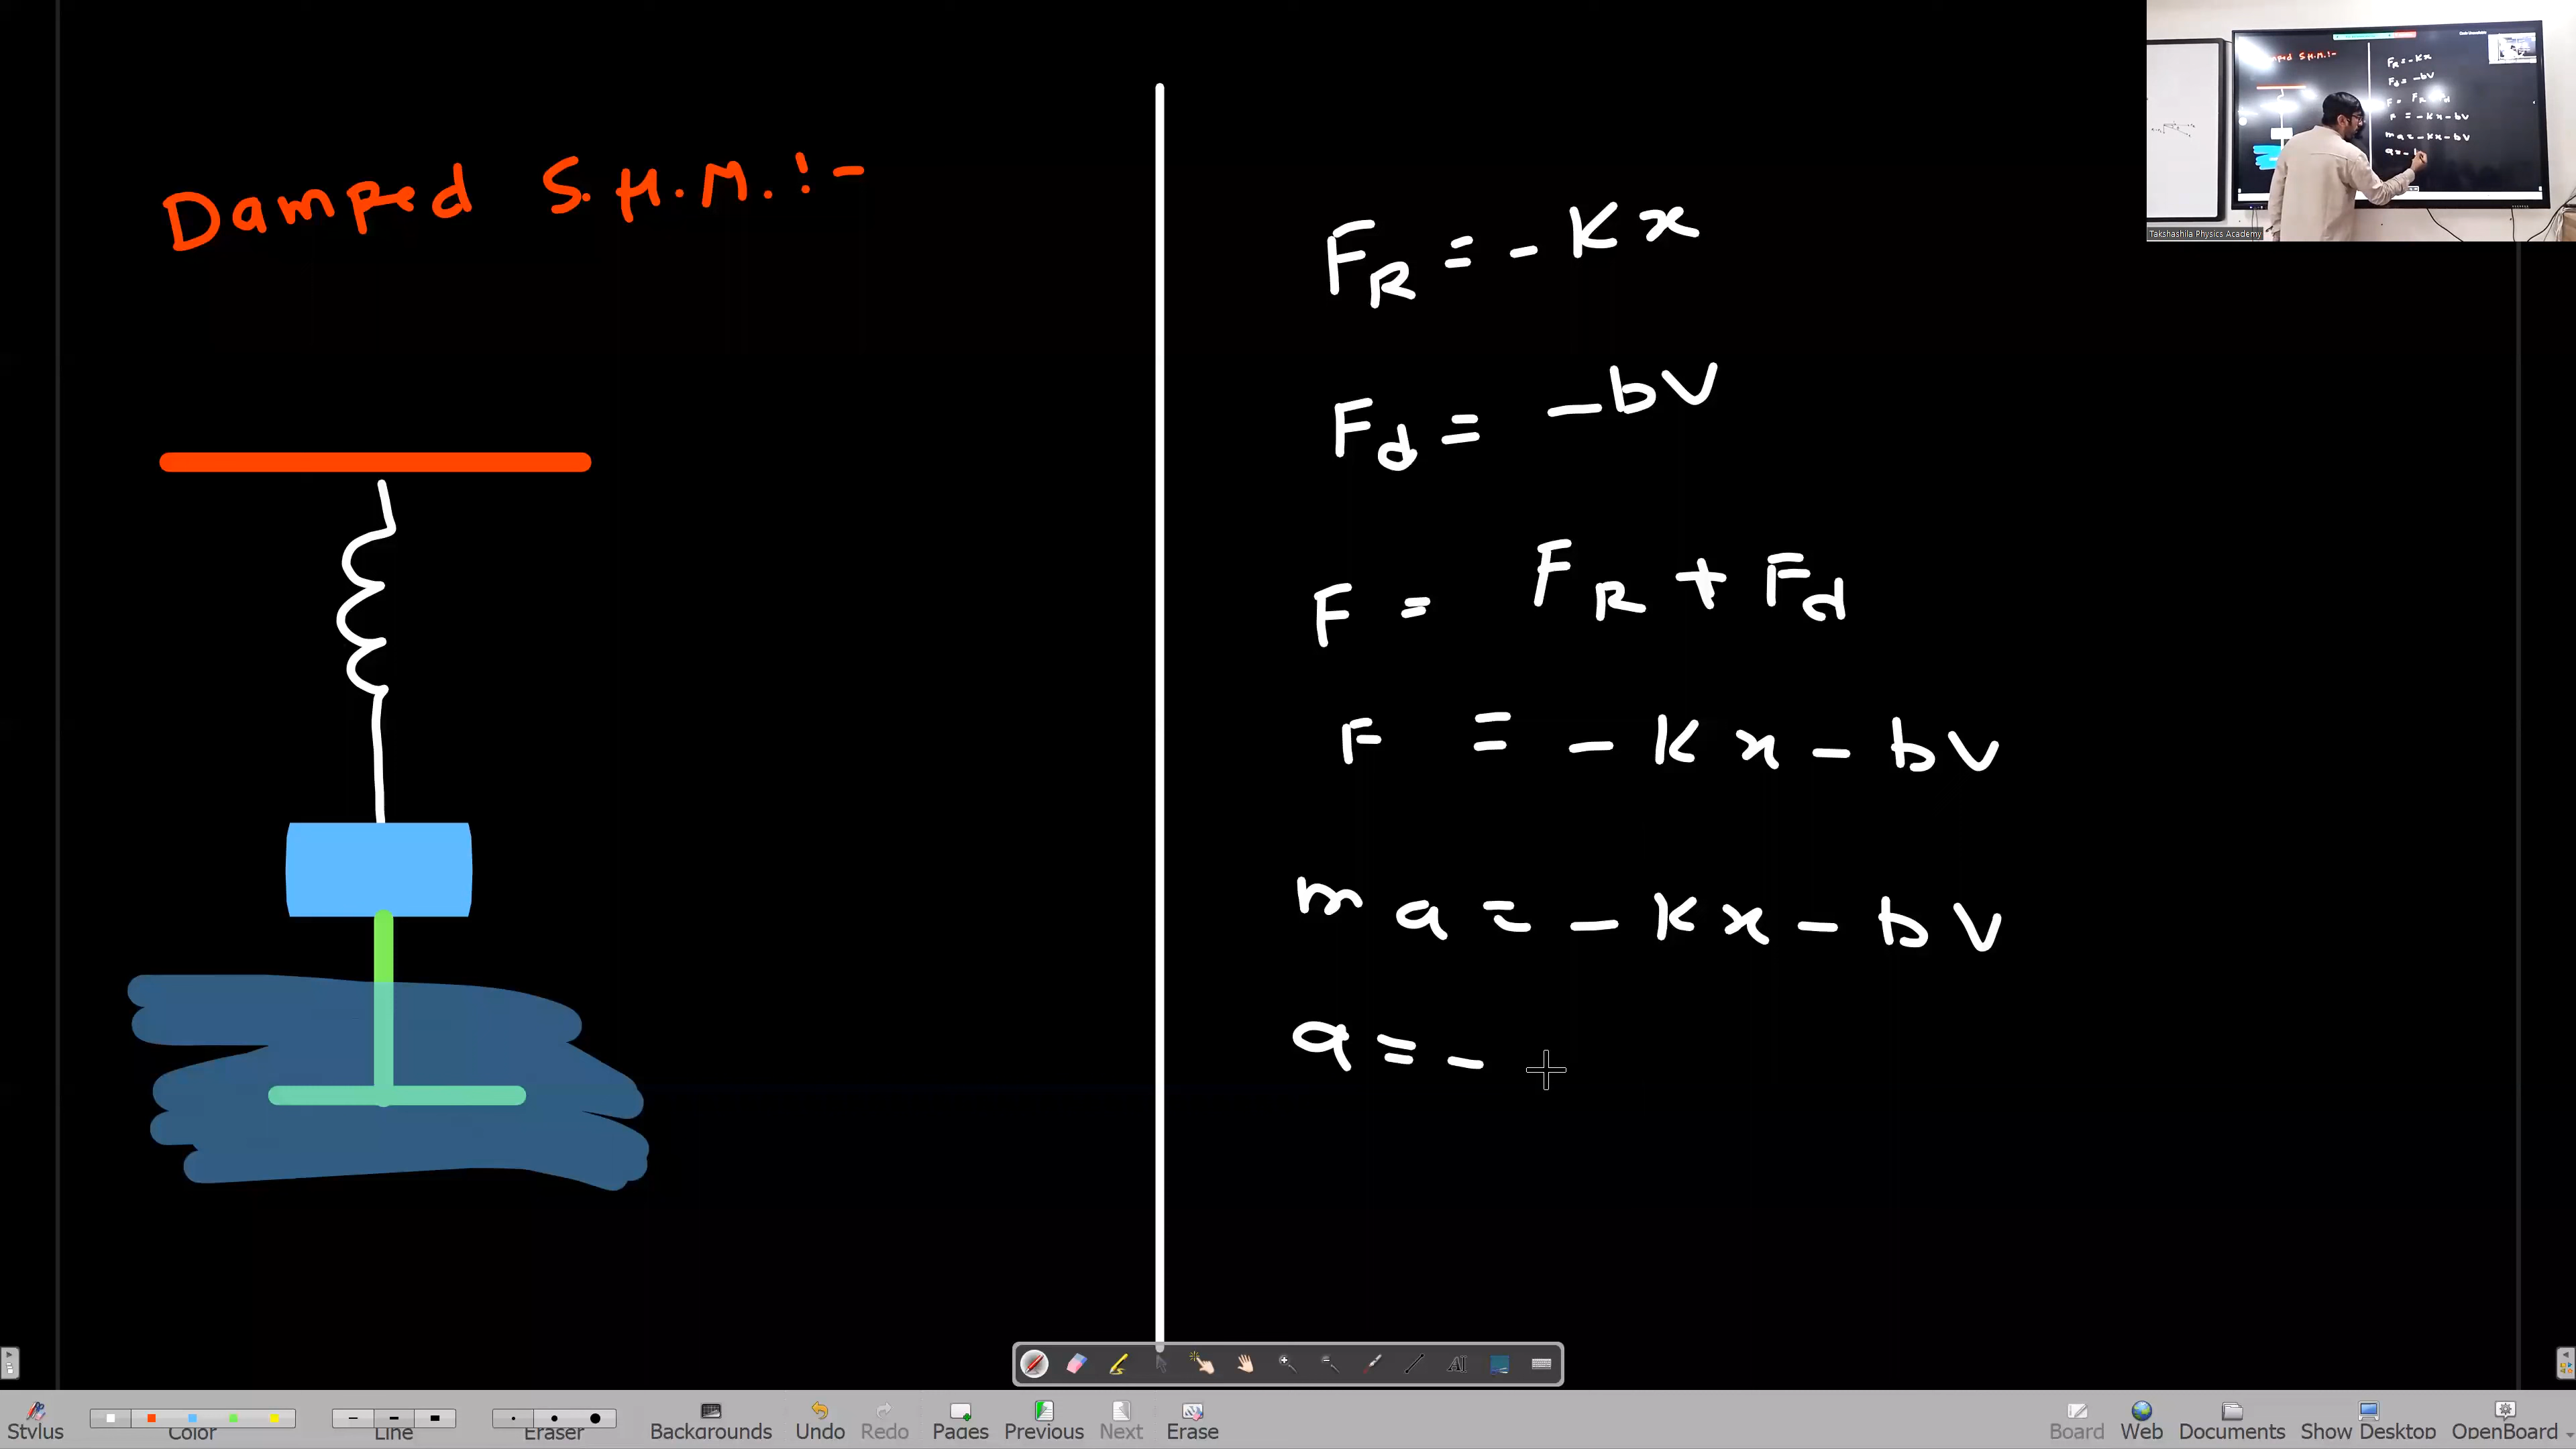 Damped S.H.M.:-
F_R = - Kx
F_d = - bV
F = F_R + F_d
F = - Kx - bV
ma = - Kx - bV
a = -
Takshashila Physics Academy
Stylus
Color
Line
Eraser
Backgrounds
Undo
Redo
Pages
Previous
Next
Erase
Board
Web
Documents
Show Desktop
OpenBoard